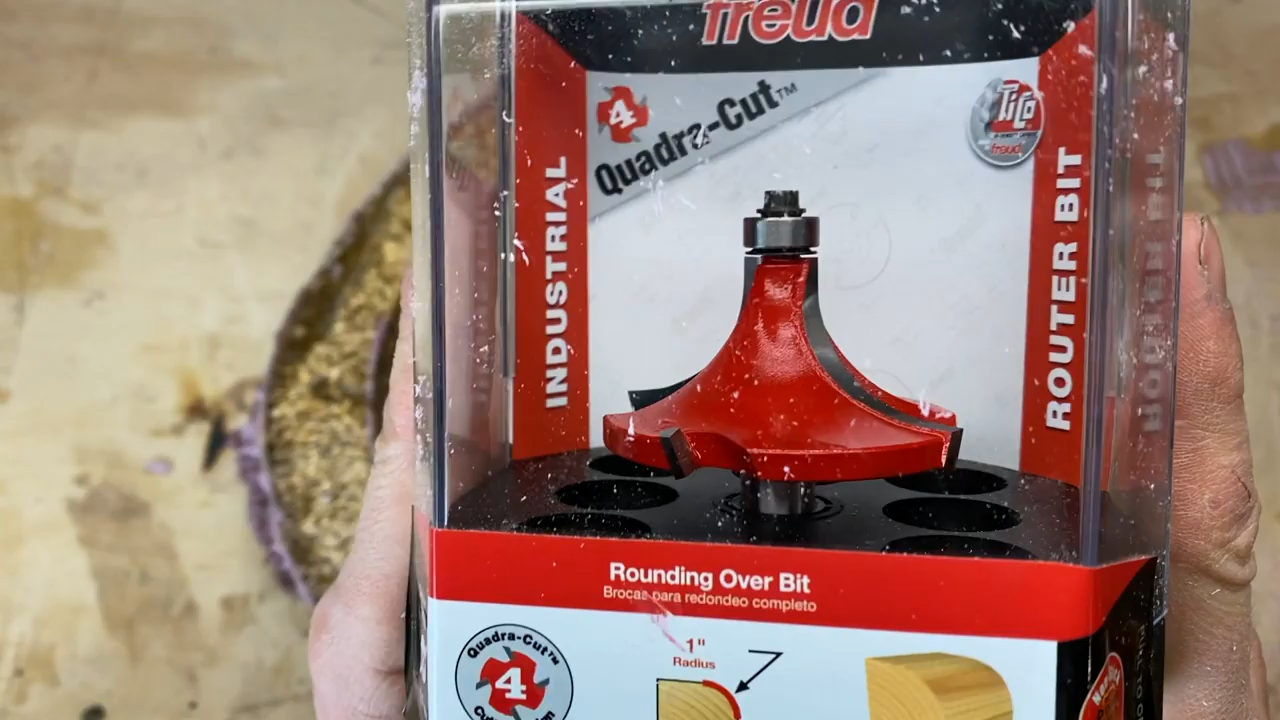 freud
4
Quadra-Cut™
TiCo
freud
INDUSTRIAL
ROUTER BIT
Rounding Over Bit
Brocas para redondeo completo
Quadra-Cut™
4
1"
Radius